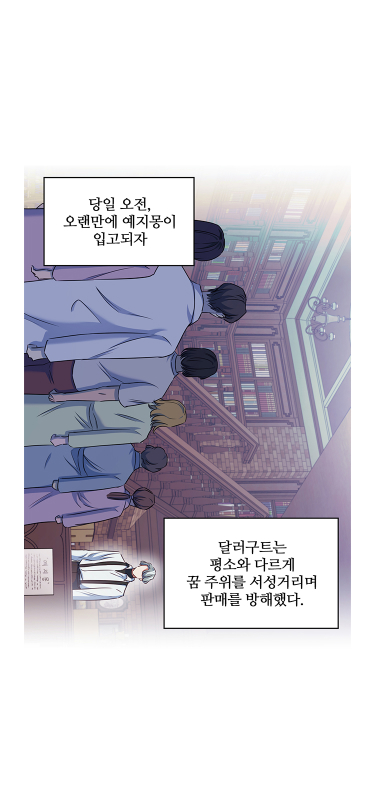 당일 오전,
오랜만에 예지몽이
입고되자
달러구트는
평소와 다르게
꿈 주위를 서성거리며
판매를 방해했다.